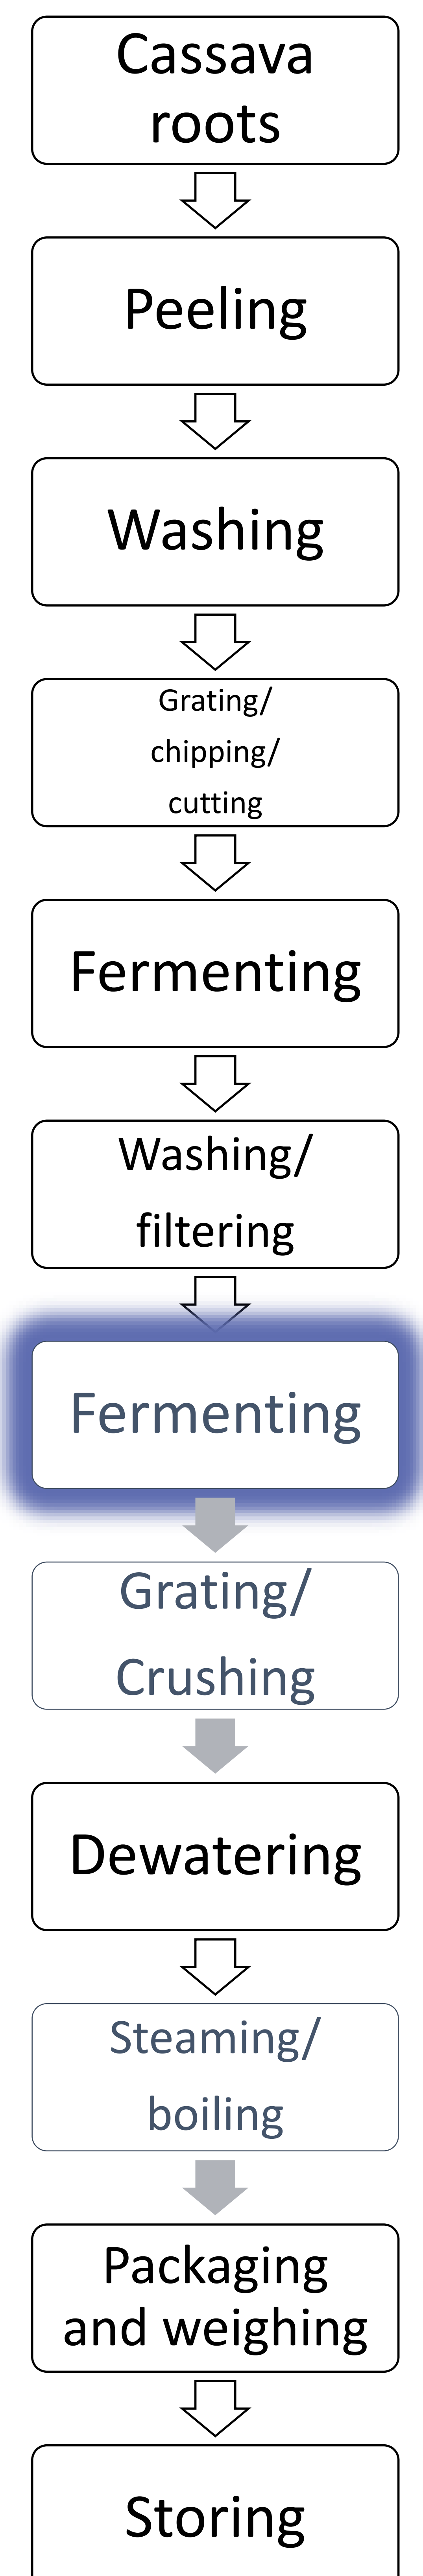 Cassava
roots
Peeling
Washing
Grating/
chipping/
cutting
Fermenting
Washing/
filtering
Fermenting
Grating/
Crushing
Dewatering
Steaming/
boiling
Packaging
and weighing
Storing